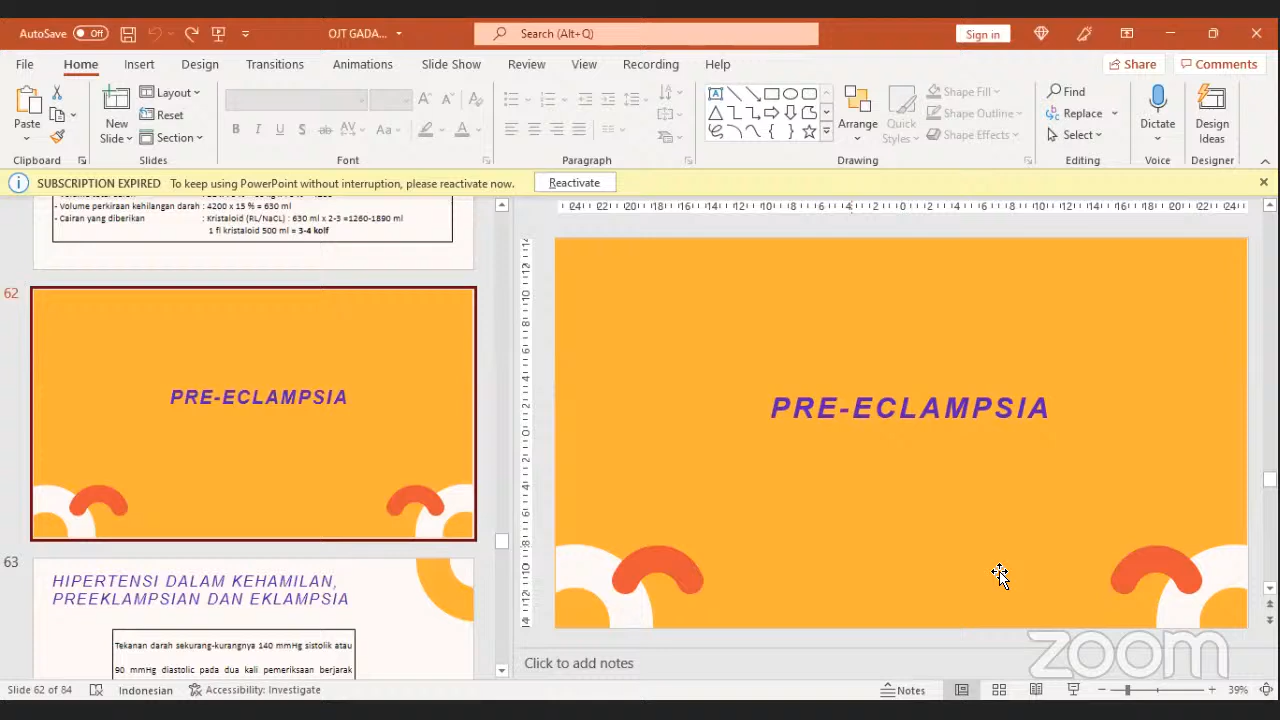 AutoSave Off OJT GADA... Search (Alt+Q) Sign in
File Home Insert Design Transitions Animations Slide Show Review View Recording Help Share Comments
Paste New Slide Layout Reset Section Arrange Quick Styles Shape Fill Shape Outline Shape Effects Find Replace Select Dictate Design Ideas
Clipboard Slides Font Paragraph Drawing Editing Voice Designer
SUBSCRIPTION EXPIRED To keep using PowerPoint without interruption, please reactivate now. Reactivate
- Volume perkiraan kehilangan darah : 4200 x 15 % = 630 ml
- Cairan yang diberikan : Kristaloid (RL/NACL) : 630 ml x 2-3 =1260-1890 ml
1 fl kristaloid 500 ml = 3-4 kolf
62
PRE-ECLAMPSIA
63
HIPERTENSI DALAM KEHAMILAN,
PREEKLAMPSIAN DAN EKLAMPSIA
Tekanan darah sekurang-kurangnya 140 mmHg sistolik atau
90 mmHg diastolic pada dua kali pemeriksaan berjarak
PRE-ECLAMPSIA
Click to add notes
zoom
Slide 62 of 84 Indonesian Accessibility: Investigate Notes 39%